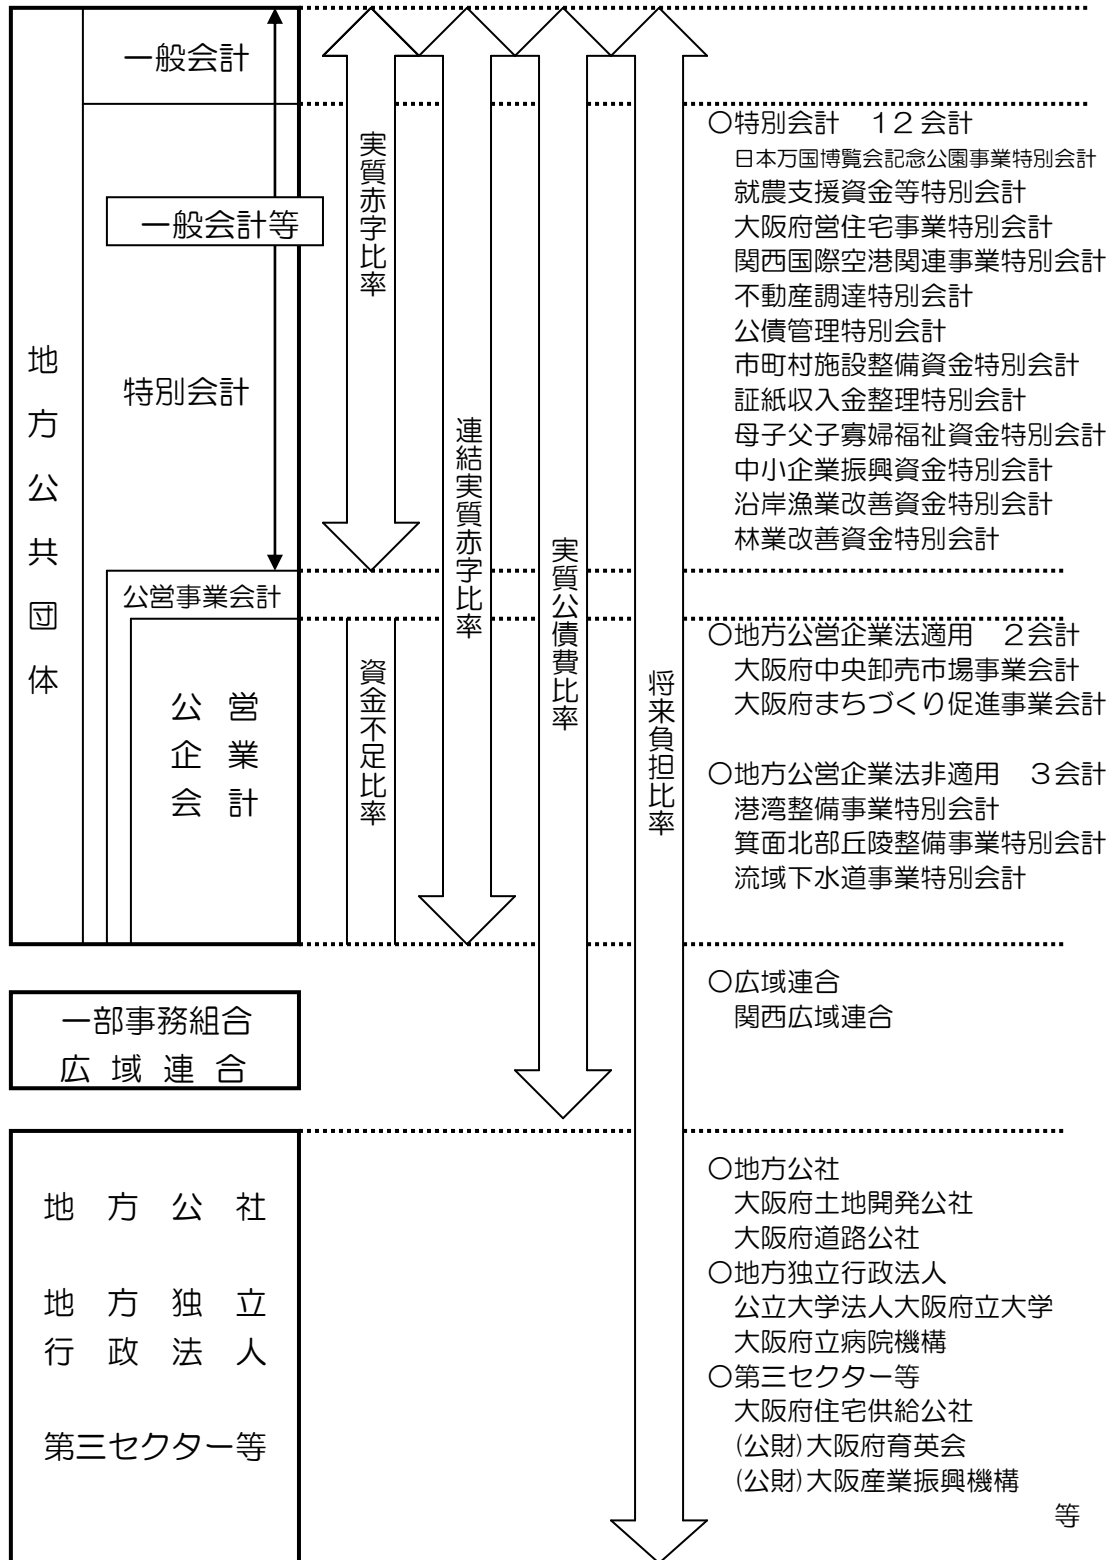 一般会計
一般会計等
特別会計
地方公共団体
公営事業会計
公営
企業
会計
実質赤字比率
資金不足比率
連結実質赤字比率
実質公債費比率
将来負担比率
〇特別会計　１２会計
日本万国博覧会記念公園事業特別会計
就農支援資金等特別会計
大阪府営住宅事業特別会計
関西国際空港関連事業特別会計
不動産調達特別会計
公債管理特別会計
市町村施設整備資金特別会計
証紙収入金整理特別会計
母子父子寡婦福祉資金特別会計
中小企業振興資金特別会計
沿岸漁業改善資金特別会計
林業改善資金特別会計
〇地方公営企業法適用　２会計
大阪府中央卸売市場事業会計
大阪府まちづくり促進事業会計
〇地方公営企業法非適用　３会計
港湾整備事業特別会計
箕面北部丘陵整備事業特別会計
流域下水道事業特別会計
一部事務組合
広域連合
〇広域連合
関西広域連合
地方公社
地方独立
行政法人
第三セクター等
〇地方公社
大阪府土地開発公社
大阪府道路公社
〇地方独立行政法人
公立大学法人大阪府立大学
大阪府立病院機構
〇第三セクター等
大阪府住宅供給公社
(公財)大阪府育英会
(公財)大阪産業振興機構
等